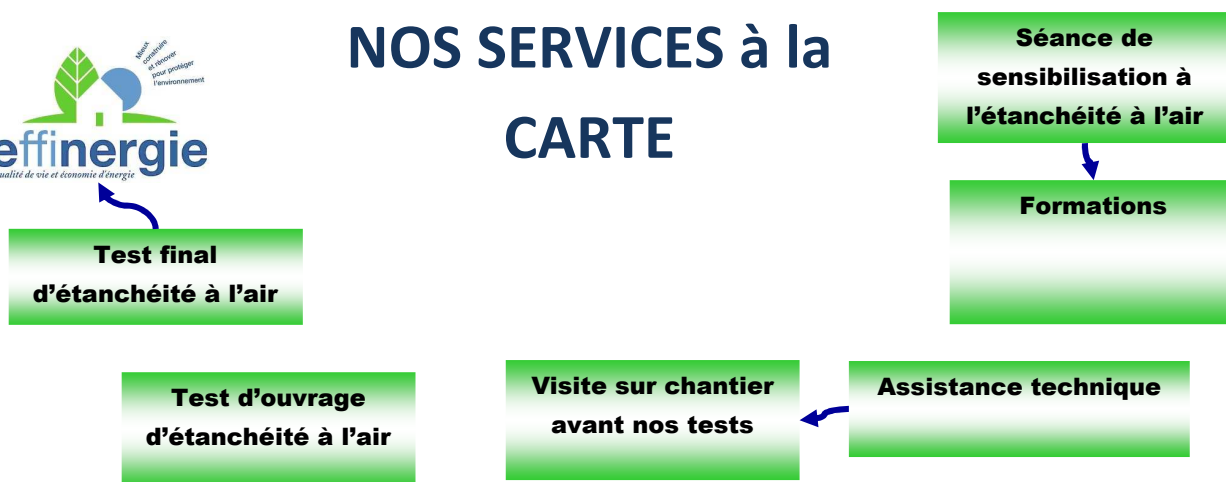 Mieux
construire
et rénover
pour protéger
l'environnement
effinergie
qualité de vie et économie d'énergie
NOS SERVICES à la
CARTE
Séance de
sensibilisation à
l'étanchéité à l'air
Formations
Test final
d'étanchéité à l'air
Test d'ouvrage
d'étanchéité à l'air
Visite sur chantier
avant nos tests
Assistance technique